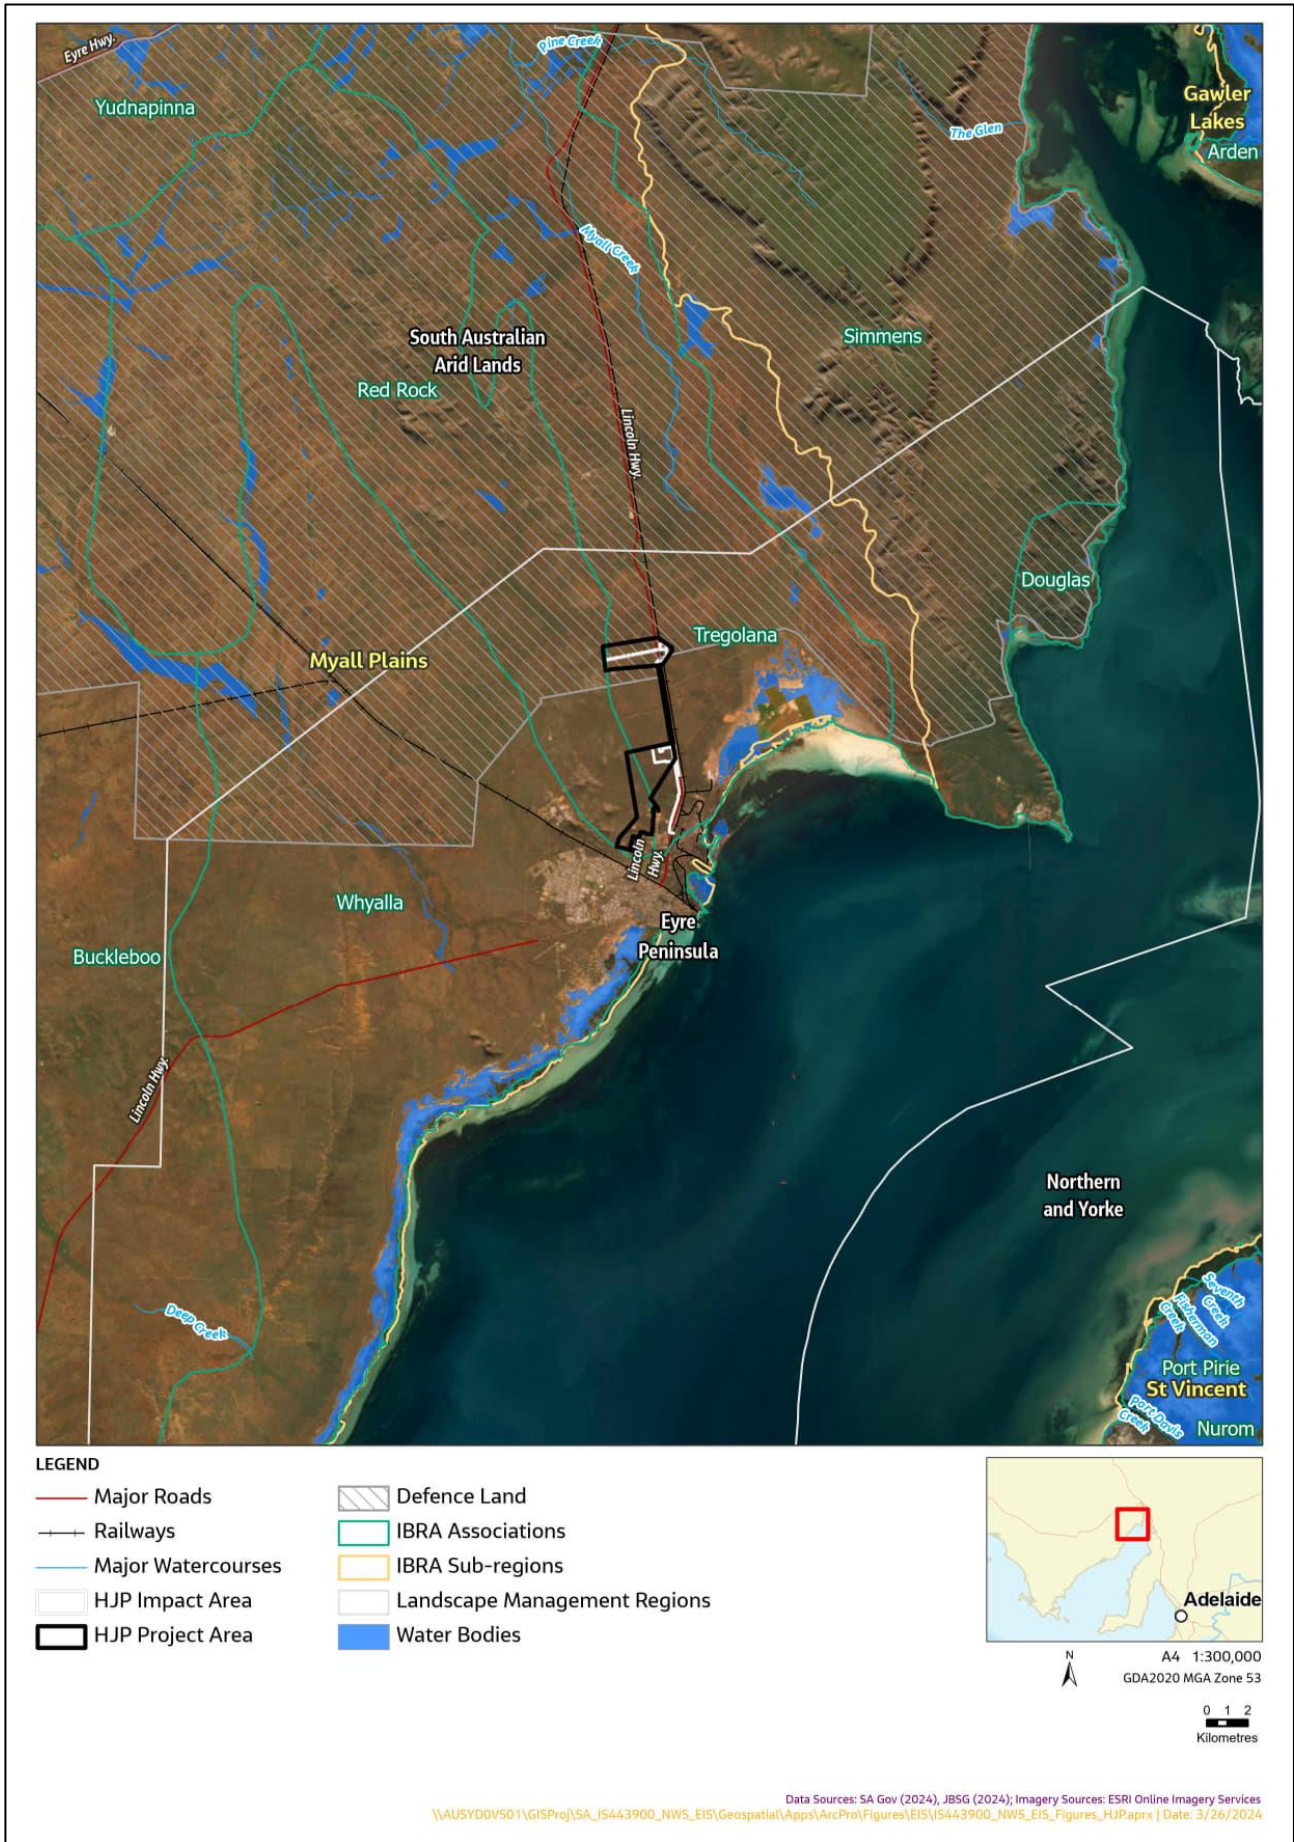 Eyre Hwy.
Pine Creek
Yudnapinna
Gawler
Lakes
The Glen
Arden
Myall Creek
South Australian
Arid Lands
Simmens
Red Rock
Lincoln Hwy.
Douglas
Tregolana
Myall Plains
Lincoln
Hwy.
Whyalla
Eyre
Peninsula
Buckleboo
Lincoln Hwy.
Northern
and Yorke
Deep Creek
Seventh
Creek
Fisherman
Creek
Port Pirie
St Vincent
Port Davis
Creek
Nurom
LEGEND
Major Roads
Railways
Major Watercourses
HJP Impact Area
HJP Project Area
Defence Land
IBRA Associations
IBRA Sub-regions
Landscape Management Regions
Water Bodies
Adelaide
N
A4 1:300,000
GDA2020 MGA Zone 53
0 1 2
Kilometres
Data Sources: SA Gov (2024), JBSG (2024); Imagery Sources: ESRI Online Imagery Services
\\AUSYD0VS01\GISProj\SA_IS443900_NWS_EIS\Geospatial\Apps\ArcPro\Figures\EIS\IS443900_NWS_EIS_Figures_HJP.aprx | Date: 3/26/2024